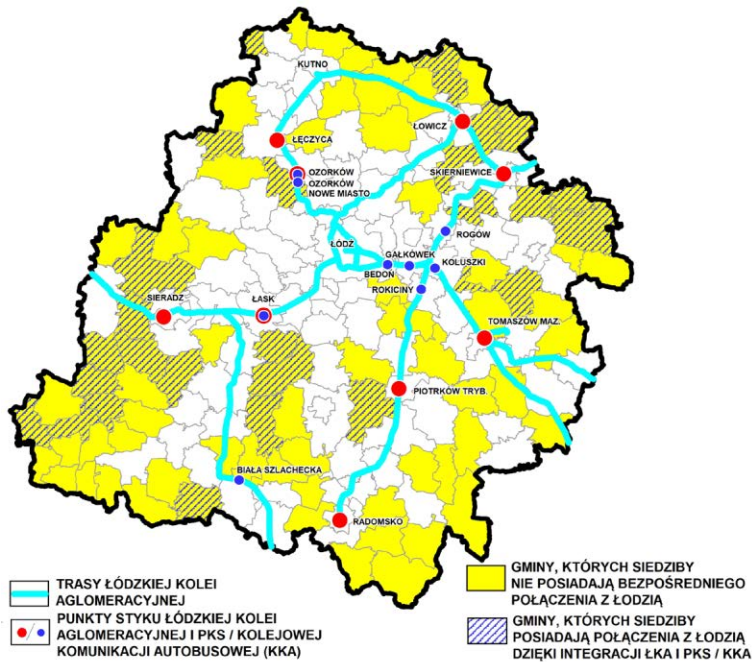 KUTNO
ŁOWICZ
ŁĘCZYCA
OZORKÓW
OZORKÓW
NOWE MIASTO
SKIERNIEWICE
ROGÓW
ŁÓDŹ
GAŁKÓWEK
KOLUSZKI
BEDOŃ
ROKICINY
SIERADZ
ŁASK
TOMASZÓW MAZ.
PIOTRKÓW TRYB.
BIAŁA SZLACHECKA
RADOMSKO
TRASY ŁÓDZKIEJ KOLEI
AGLOMERACYJNEJ
PUNKTY STYKU ŁÓDZKIEJ KOLEI
AGLOMERACYJNEJ I PKS / KOLEJOWEJ
KOMUNIKACJI AUTOBUSOWEJ (KKA)
GMINY, KTÓRYCH SIEDZIBY
NIE POSIADAJĄ BEZPOŚREDNIEGO
POŁĄCZENIA Z ŁODZIĄ
GMINY, KTÓRYCH SIEDZIBY
POSIADAJĄ POŁĄCZENIA Z ŁODZIĄ
DZIĘKI INTEGRACJI ŁKA I PKS / KKA